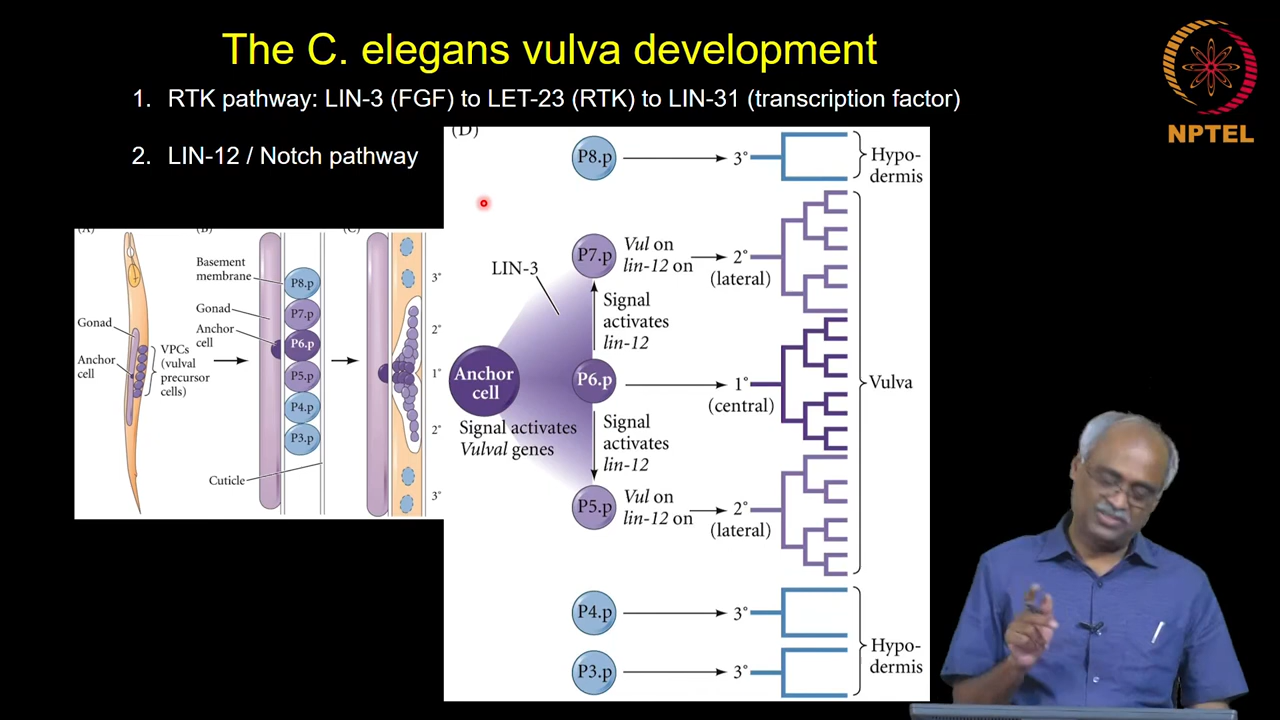 The C. elegans vulva development
1. RTK pathway: LIN-3 (FGF) to LET-23 (RTK) to LIN-31 (transcription factor)
2. LIN-12 / Notch pathway
NPTEL
(A)
(B)
(C)
Gonad
Anchor
cell
VPCs
(vulval
precursor
cells)
Basement
membrane
Gonad
Anchor
cell
Cuticle
P8.p
P7.p
P6.p
P5.p
P4.p
P3.p
3°
2°
1°
2°
3°
(D)
P8.p
3°
Hypo-
dermis
LIN-3
P7.p
Vul on
lin-12 on
2°
(lateral)
Signal
activates
lin-12
Anchor
cell
P6.p
1°
(central)
Vulva
Signal activates
Vulval genes
Signal
activates
lin-12
P5.p
Vul on
lin-12 on
2°
(lateral)
P4.p
3°
P3.p
3°
Hypo-
dermis